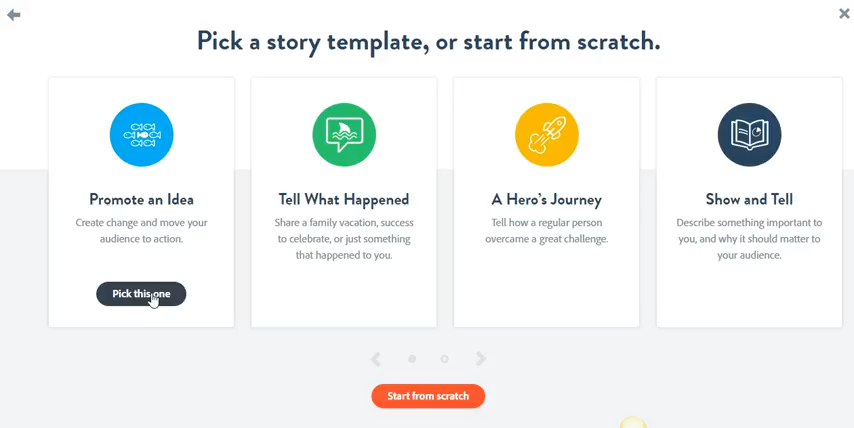 Pick a story template, or start from scratch.
Promote an Idea
Create change and move your
audience to action.
Pick this one
Tell What Happened
Share a family vacation, success
to celebrate, or just something
that happened to you.
A Hero's Journey
Tell how a regular person
overcame a great challenge.
Show and Tell
Describe something important to
you, and why it should matter to
your audience.
Start from scratch